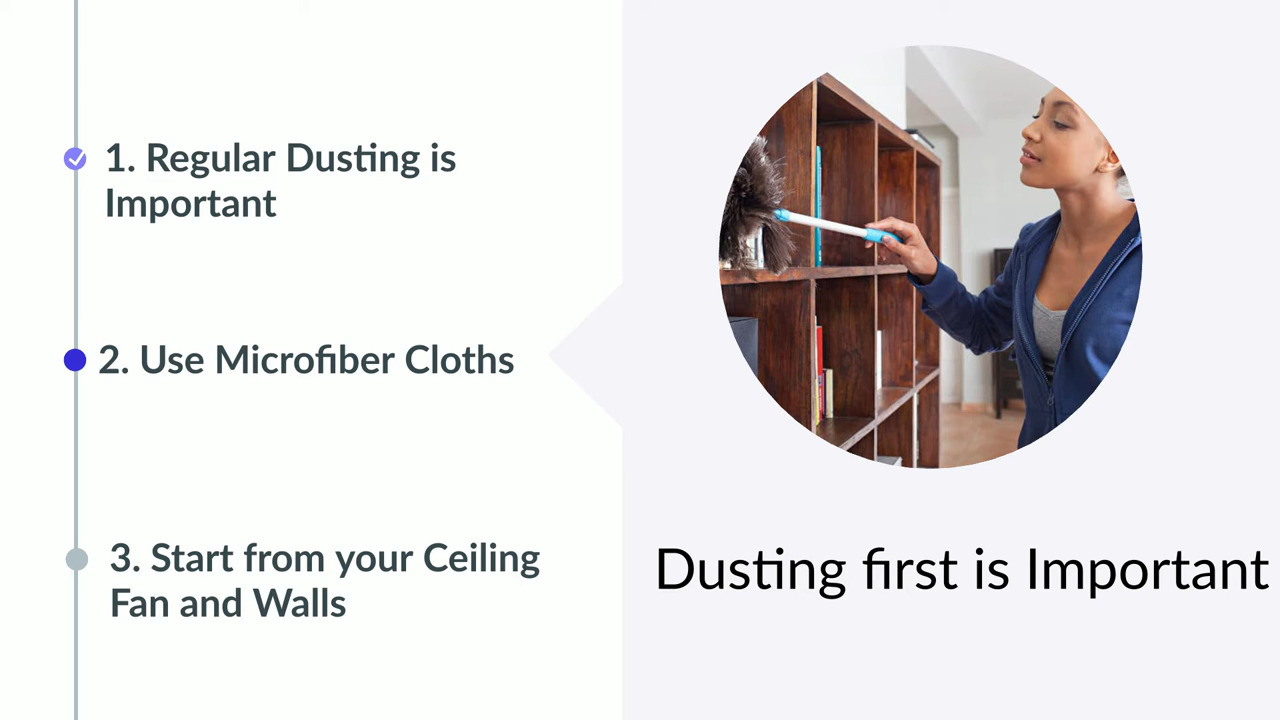 1. Regular Dusting is
Important
2. Use Microfiber Cloths
3. Start from your Ceiling
Fan and Walls
Dusting first is Important